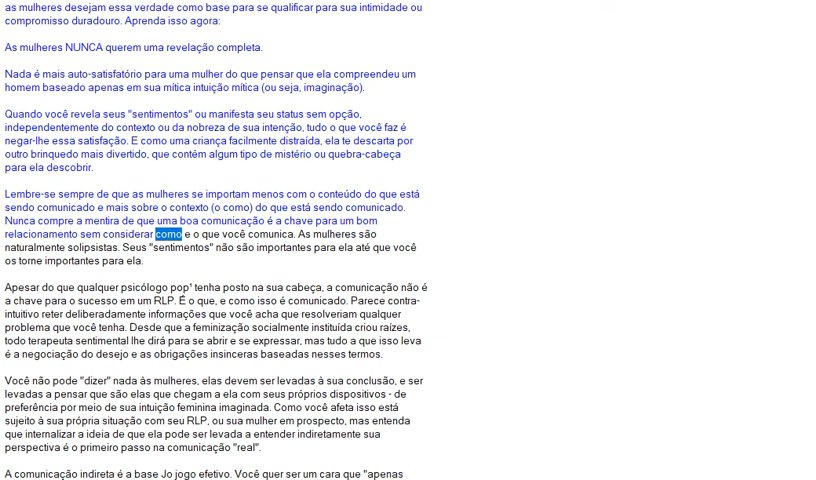 as mulheres desejam essa verdade como base para se qualificar para sua intimidade ou
compromisso duradouro. Aprenda isso agora:
As mulheres NUNCA querem uma revelação completa.
Nada é mais auto-satisfatório para uma mulher do que pensar que ela compreendeu um
homem baseado apenas em sua mítica intuição mítica (ou seja, imaginação).
Quando você revela seus "sentimentos" ou manifesta seu status sem opção,
independentemente do contexto ou da nobreza de sua intenção, tudo o que você faz é
negar-lhe essa satisfação. E como uma criança facilmente distraída, ela te descarta por
outro brinquedo mais divertido, que contém algum tipo de mistério ou quebra-cabeça
para ela descobrir.
Lembre-se sempre de que as mulheres se importam menos com o conteúdo do que está
sendo comunicado e mais sobre o contexto (o como) do que está sendo comunicado.
Nunca compre a mentira de que uma boa comunicação é a chave para um bom
relacionamento sem considerar como e o que você comunica. As mulheres são
naturalmente solipsistas. Seus "sentimentos" não são importantes para ela até que você
os torne importantes para ela.
Apesar do que qualquer psicólogo pop¹ tenha posto na sua cabeça, a comunicação não é
a chave para o sucesso em um RLP. É o que, e como isso é comunicado. Parece contra-
intuitivo reter deliberadamente informações que você acha que resolveriam qualquer
problema que você tenha. Desde que a feminização socialmente instituída criou raízes,
todo terapeuta sentimental lhe dirá para se abrir e se expressar, mas tudo a que isso leva
é a negociação do desejo e as obrigações insinceras baseadas nesses termos.
Você não pode "dizer" nada às mulheres, elas devem ser levadas à sua conclusão, e ser
levadas a pensar que são elas que chegam a ela com seus próprios dispositivos - de
preferência por meio de sua intuição feminina imaginada. Como você afeta isso está
sujeito à sua própria situação com seu RLP, ou sua mulher em prospecto, mas entenda
que internalizar a ideia de que ela pode ser levada a entender indiretamente sua
perspectiva é o primeiro passo na comunicação "real".
A comunicação indireta é a base Jo jogo efetivo. Você quer ser um cara que "apenas